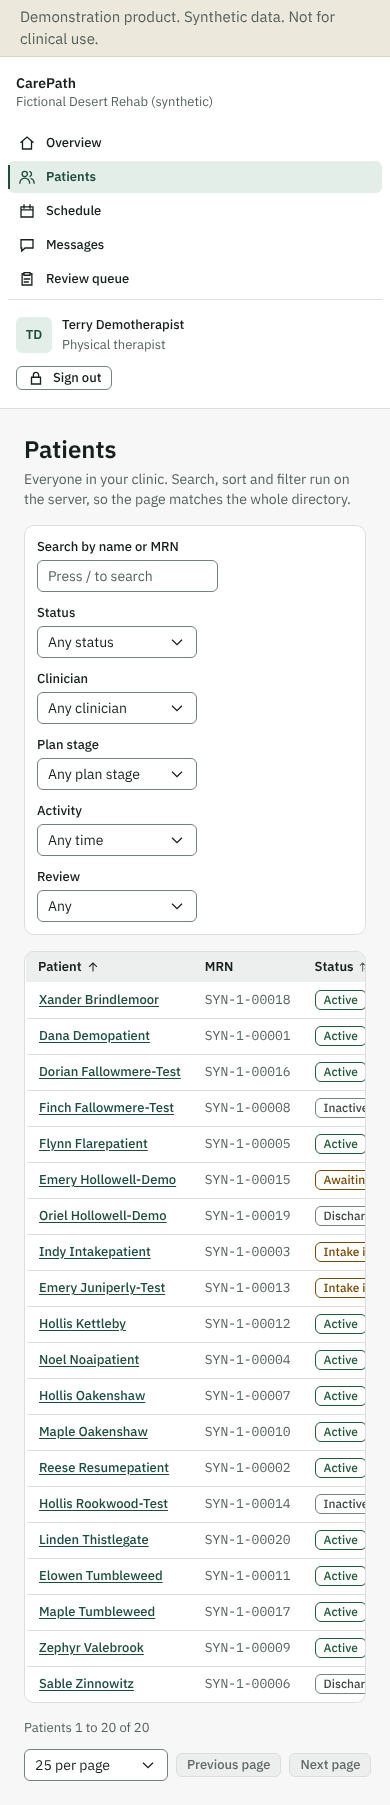 Demonstration product. Synthetic data. Not for
clinical use.
CarePath
Fictional Desert Rehab (synthetic)
Overview
Patients
Schedule
Messages
Review queue
TD
Terry Demotherapist
Physical therapist
Sign out
Patients
Everyone in your clinic. Search, sort and filter run on
the server, so the page matches the whole directory.
Search by name or MRN
Press / to search
Status
Any status
Clinician
Any clinician
Plan stage
Any plan stage
Activity
Any time
Review
Any
Patient ↑ MRN Status ↑
Xander Brindlemoor SYN-1-00018 Active
Dana Demopatient SYN-1-00001 Active
Dorian Fallowmere-Test SYN-1-00016 Active
Finch Fallowmere-Test SYN-1-00008 Inactive
Flynn Flarepatient SYN-1-00005 Active
Emery Hollowell-Demo SYN-1-00015 Awaitin
Oriel Hollowell-Demo SYN-1-00019 Dischar
Indy Intakepatient SYN-1-00003 Intake i
Emery Juniperly-Test SYN-1-00013 Intake i
Hollis Kettleby SYN-1-00012 Active
Noel Noaipatient SYN-1-00004 Active
Hollis Oakenshaw SYN-1-00007 Active
Maple Oakenshaw SYN-1-00010 Active
Reese Resumepatient SYN-1-00002 Active
Hollis Rookwood-Test SYN-1-00014 Inactive
Linden Thistlegate SYN-1-00020 Active
Elowen Tumbleweed SYN-1-00011 Active
Maple Tumbleweed SYN-1-00017 Active
Zephyr Valebrook SYN-1-00009 Active
Sable Zinnowitz SYN-1-00006 Dischar
Patients 1 to 20 of 20
25 per page Previous page Next page